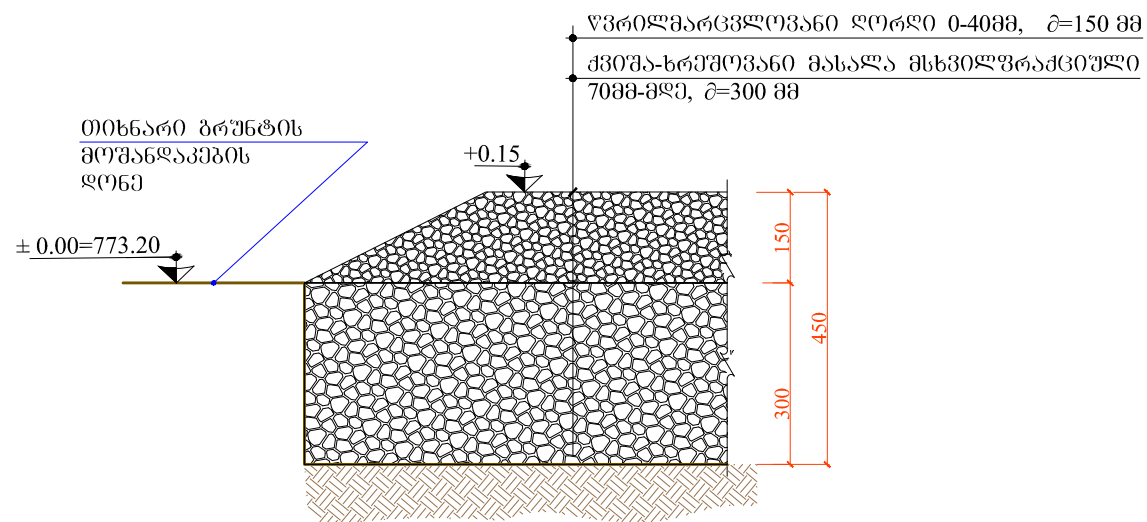 წვრილმარცვლოვანი ღორღი 0-40მმ, ∂=150 მმ
ქვიშა-ხრეშოვანი მასალა მსხვილფრაქციული
70მმ-მდე, ∂=300 მმ
თიხნარი გრუნტის
მოშანდაკების
დონე
+0.15
± 0.00=773.20
150
450
300